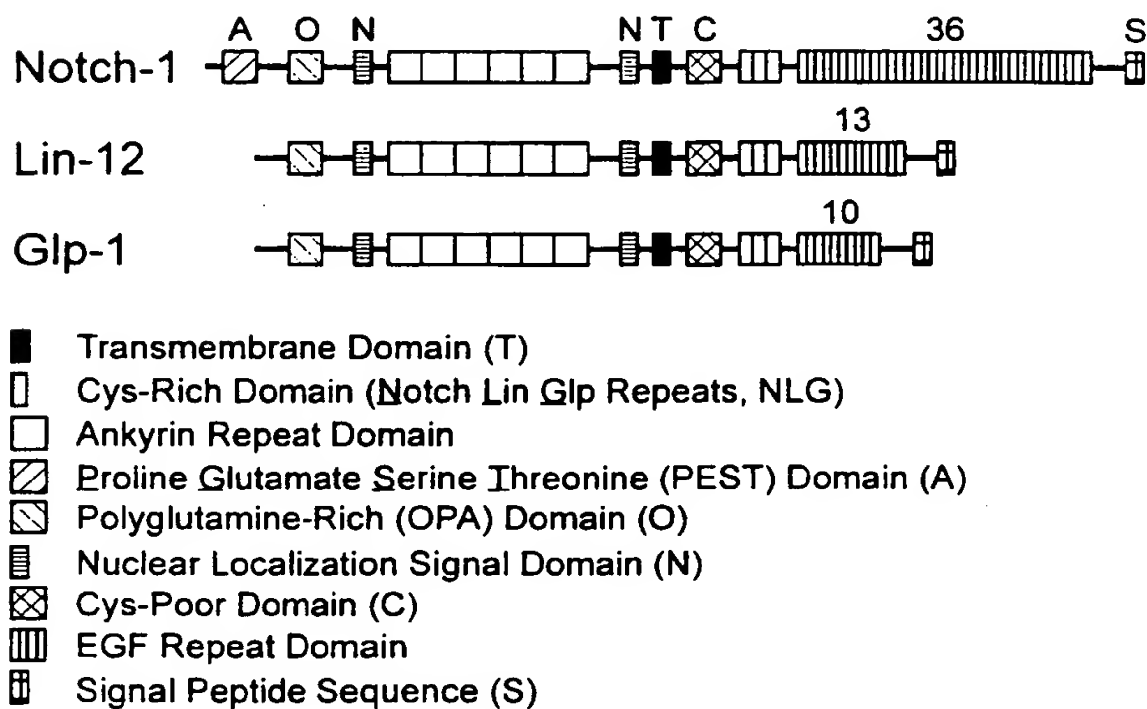 A O N N T C 36 S
Notch-1
13
Lin-12
10
Glp-1
Transmembrane Domain (T)
Cys-Rich Domain (Notch Lin Glp Repeats, NLG)
Ankyrin Repeat Domain
Proline Glutamate Serine Threonine (PEST) Domain (A)
Polyglutamine-Rich (OPA) Domain (O)
Nuclear Localization Signal Domain (N)
Cys-Poor Domain (C)
EGF Repeat Domain
Signal Peptide Sequence (S)